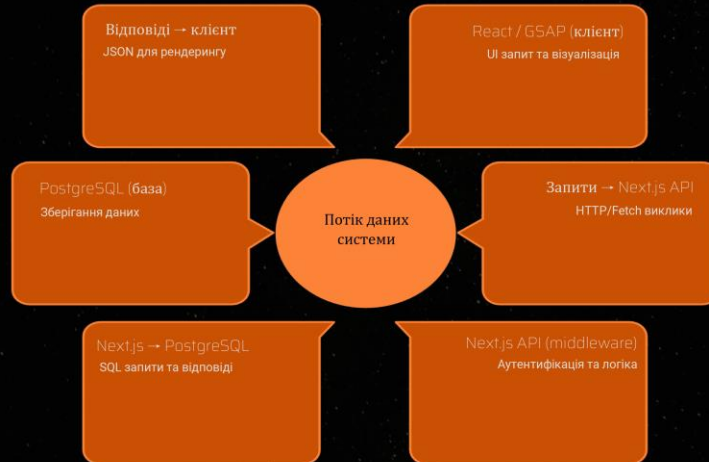 Відповіді → клієнт
JSON для рендерингу
React / GSAP (клієнт)
UI запит та візуалізація
PostgreSQL (база)
Зберігання даних
Потік даних
системи
Запити → Next.js API
HTTP/Fetch виклики
Next.js → PostgreSQL
SQL запити та відповіді
Next.js API (middleware)
Аутентифікація та логіка